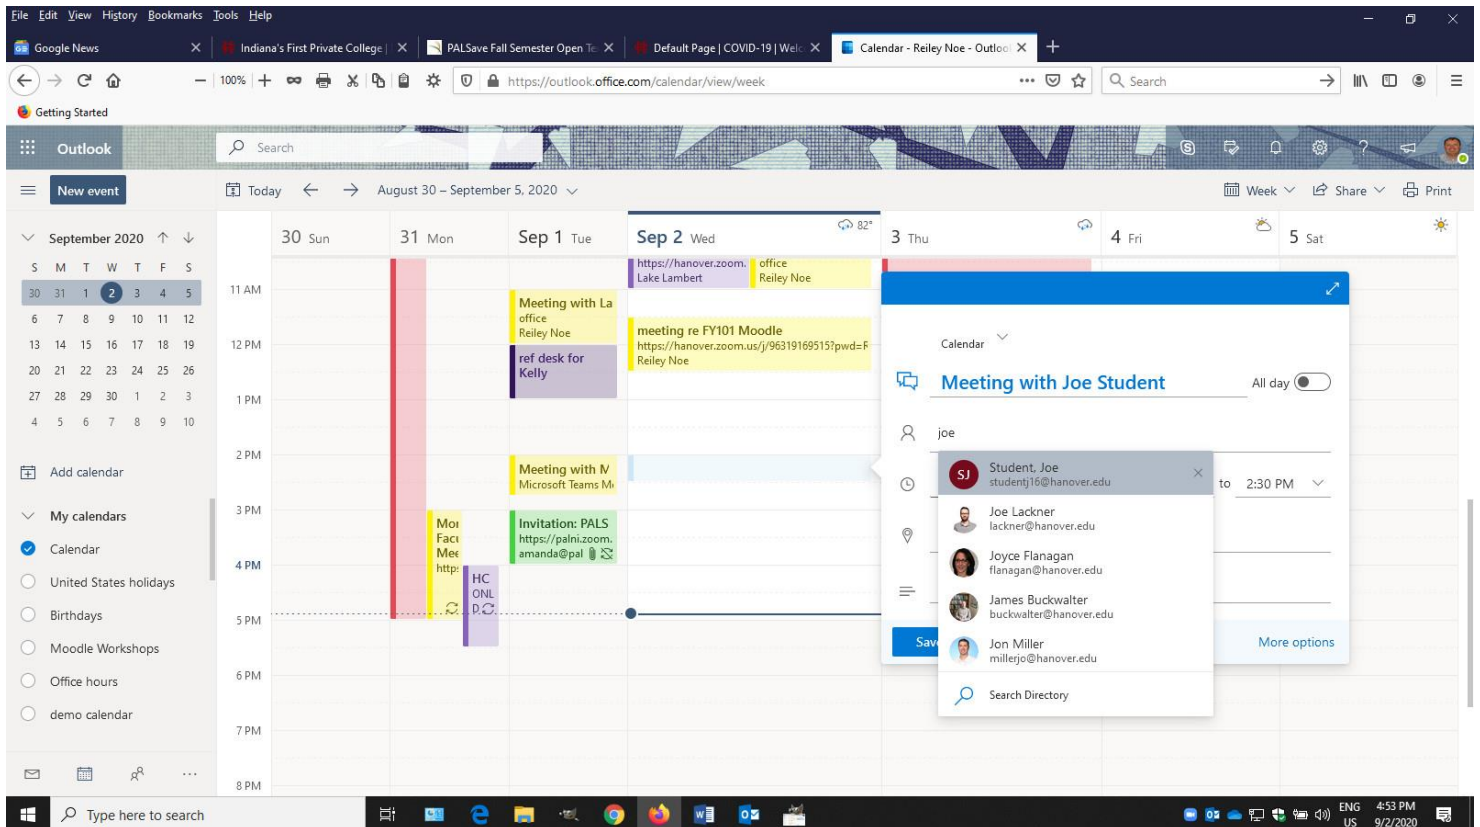 File Edit View History Bookmarks Tools Help
Google News
Indiana's First Private College |
PALSave Fall Semester Open Te
Default Page | COVID-19 | Welc
Calendar - Reiley Noe - Outloo
100%
https://outlook.office.com/calendar/view/week
Search
Getting Started
Outlook
Search
New event
Today
August 30 – September 5, 2020
Week
Share
Print
September 2020
S M T W T F S
30 31 1 2 3 4 5
6 7 8 9 10 11 12
13 14 15 16 17 18 19
20 21 22 23 24 25 26
27 28 29 30 1 2 3
4 5 6 7 8 9 10
Add calendar
My calendars
Calendar
United States holidays
Birthdays
Moodle Workshops
Office hours
demo calendar
30 Sun
31 Mon
Sep 1 Tue
Sep 2 Wed
82°
3 Thu
4 Fri
5 Sat
11 AM
12 PM
1 PM
2 PM
3 PM
4 PM
5 PM
6 PM
7 PM
8 PM
Mor
Facu
Mee
http:
HC
ONL
D
Meeting with La
office
Reiley Noe
ref desk for
Kelly
Meeting with M
Microsoft Teams Me
Invitation: PALS
https://palni.zoom.
amanda@pal
https://hanover.zoom.
Lake Lambert
office
Reiley Noe
meeting re FY101 Moodle
https://hanover.zoom.us/j/96319169515?pwd=F
Reiley Noe
Calendar
Meeting with Joe Student
All day
joe
SJ
Student, Joe
studentj16@hanover.edu
to 2:30 PM
Joe Lackner
lackner@hanover.edu
Joyce Flanagan
flanagan@hanover.edu
James Buckwalter
buckwalter@hanover.edu
Jon Miller
millerjo@hanover.edu
Search Directory
Sav
More options
Type here to search
ENG
US
4:53 PM
9/2/2020